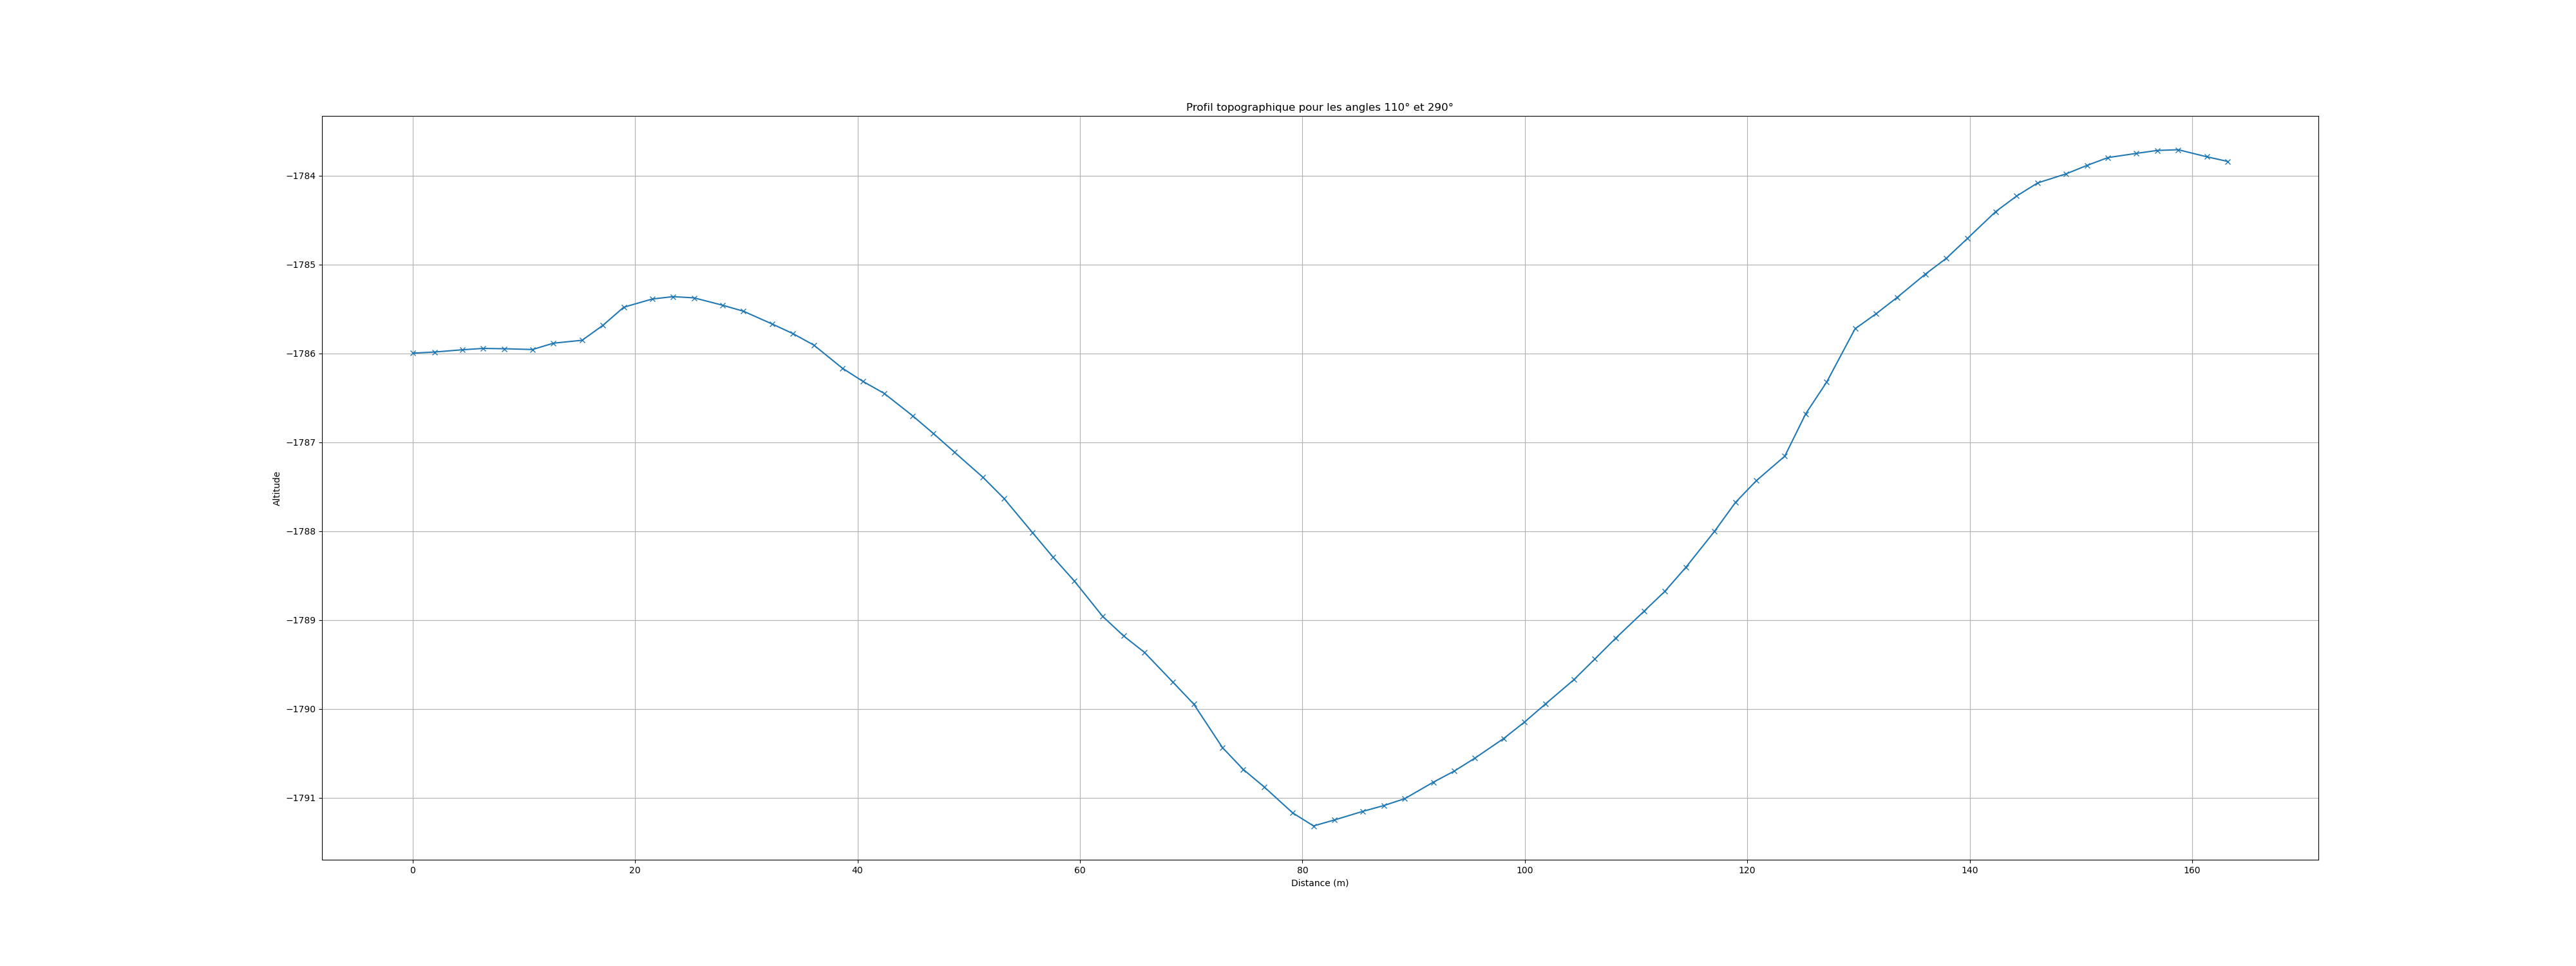 Profil topographique pour les angles 110° et 290°
−1784
−1785
−1786
−1787
−1788
−1789
−1790
−1791
Altitude
0 20 40 60 80 100 120 140 160
Distance (m)